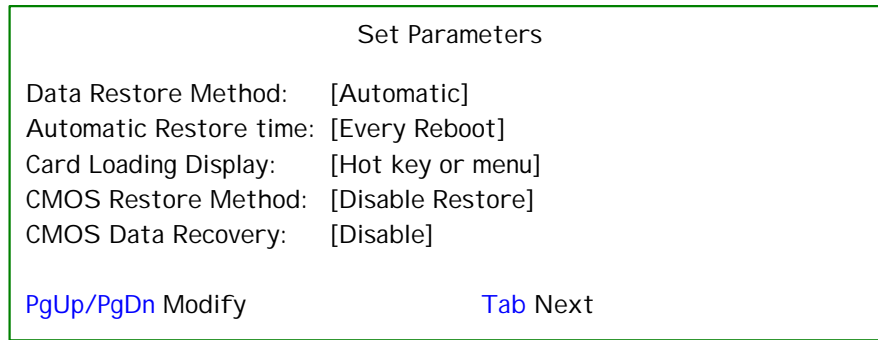 Set Parameters
Data Restore Method: [Automatic]
Automatic Restore time: [Every Reboot]
Card Loading Display: [Hot key or menu]
CMOS Restore Method: [Disable Restore]
CMOS Data Recovery: [Disable]
PgUp/PgDn Modify Tab Next